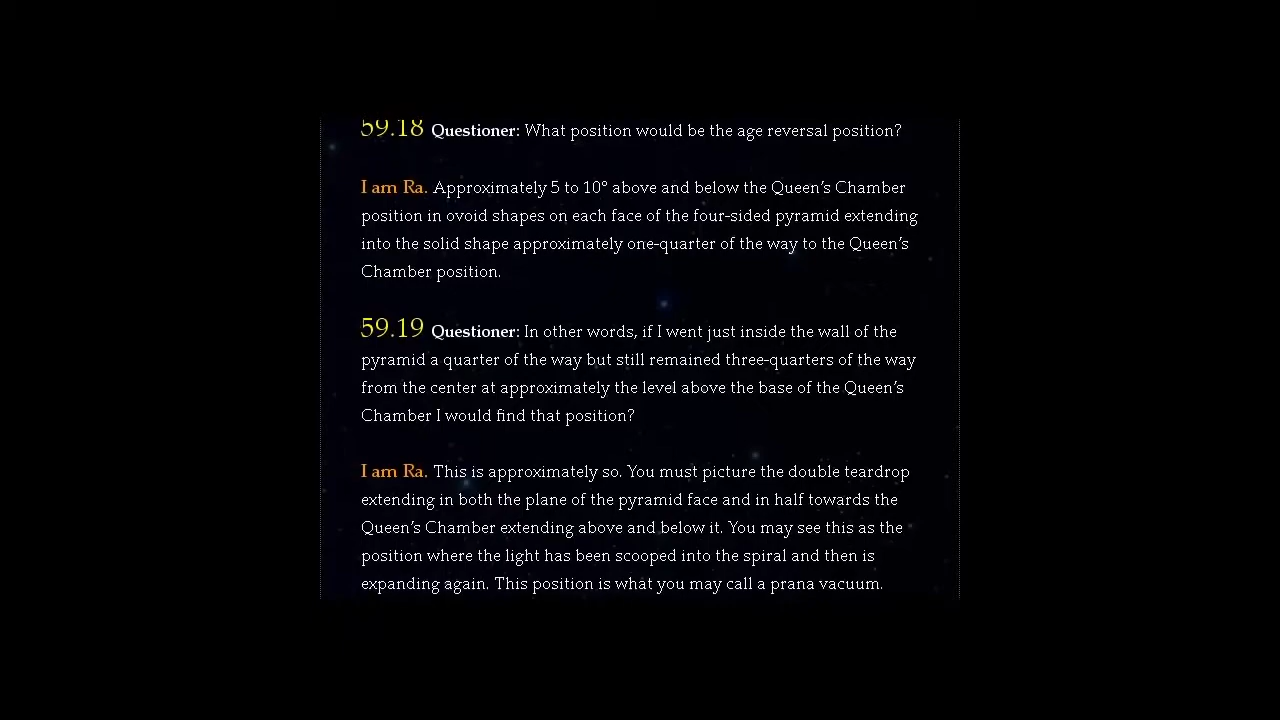 59.18 Questioner: What position would be the age reversal position?
I am Ra. Approximately 5 to 10° above and below the Queen's Chamber
position in ovoid shapes on each face of the four-sided pyramid extending
into the solid shape approximately one-quarter of the way to the Queen's
Chamber position.
59.19 Questioner: In other words, if I went just inside the wall of the
pyramid a quarter of the way but still remained three-quarters of the way
from the center at approximately the level above the base of the Queen's
Chamber I would find that position?
I am Ra. This is approximately so. You must picture the double teardrop
extending in both the plane of the pyramid face and in half towards the
Queen's Chamber extending above and below it. You may see this as the
position where the light has been scooped into the spiral and then is
expanding again. This position is what you may call a prana vacuum.